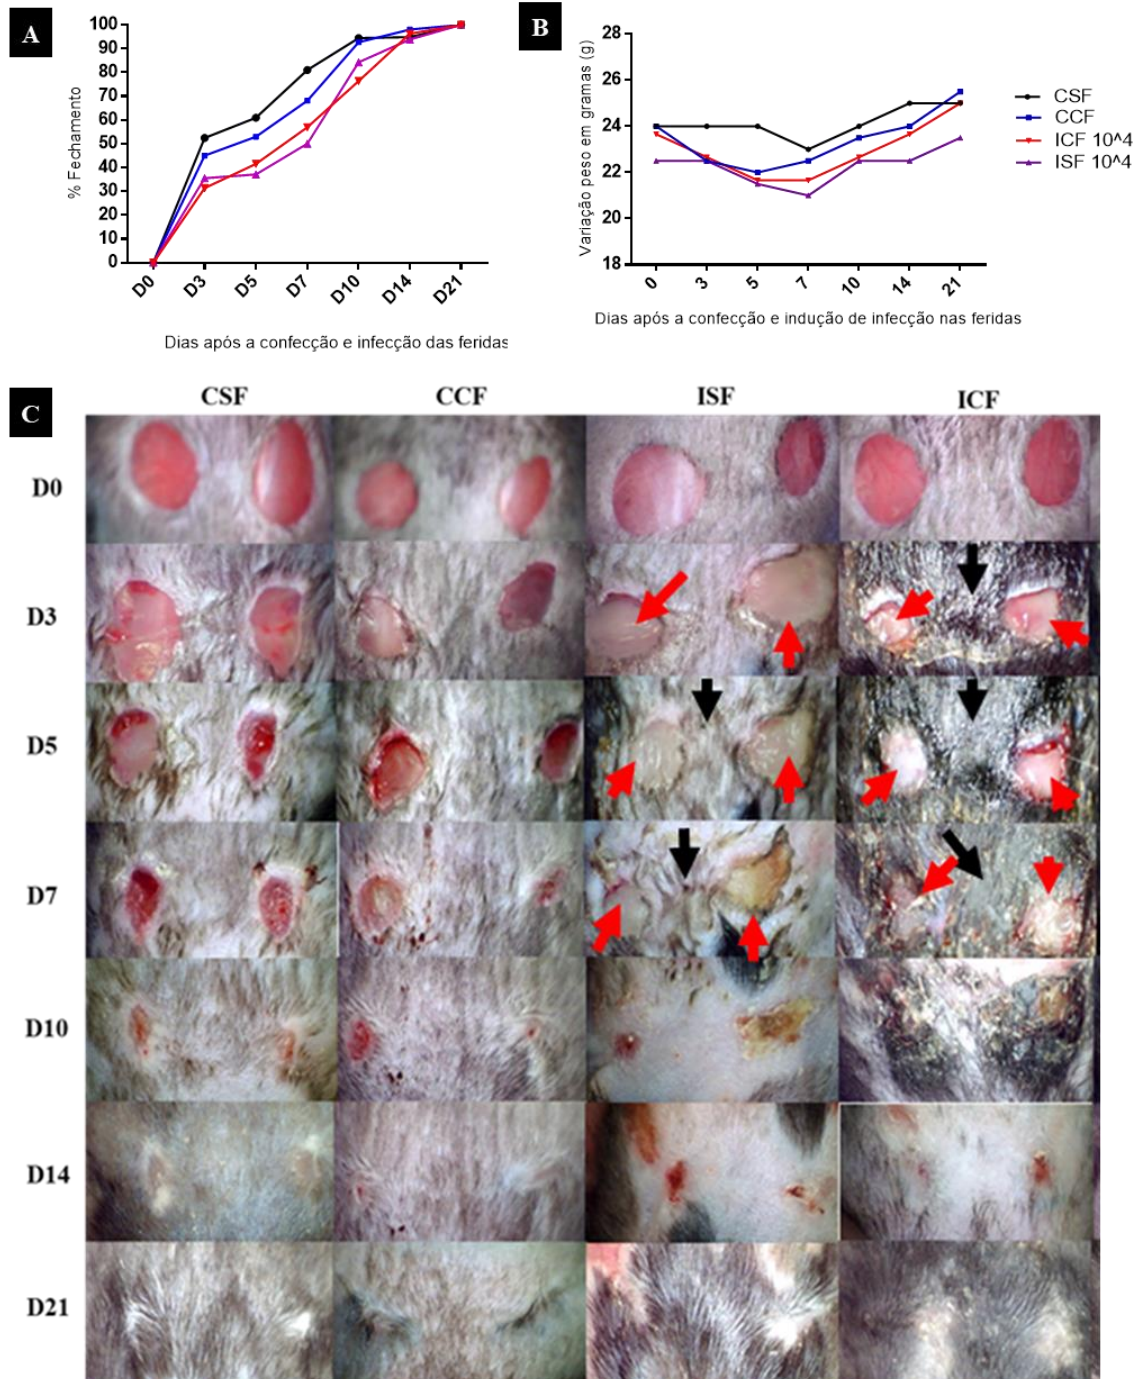 A
100
90
80
70
60
50
40
30
20
10
0
% Fechamento
D0 D3 D5 D7 D10 D14 D21
Dias após a confecção e infecção das feridas
B
28
26
24
22
20
18
Variação peso em gramas (g)
0 3 5 7 10 14 21
Dias após a confecção e indução de infecção nas feridas
CSF
CCF
ICF 10^4
ISF 10^4
C
CSF CCF ISF ICF
D0
D3
D5
D7
D10
D14
D21